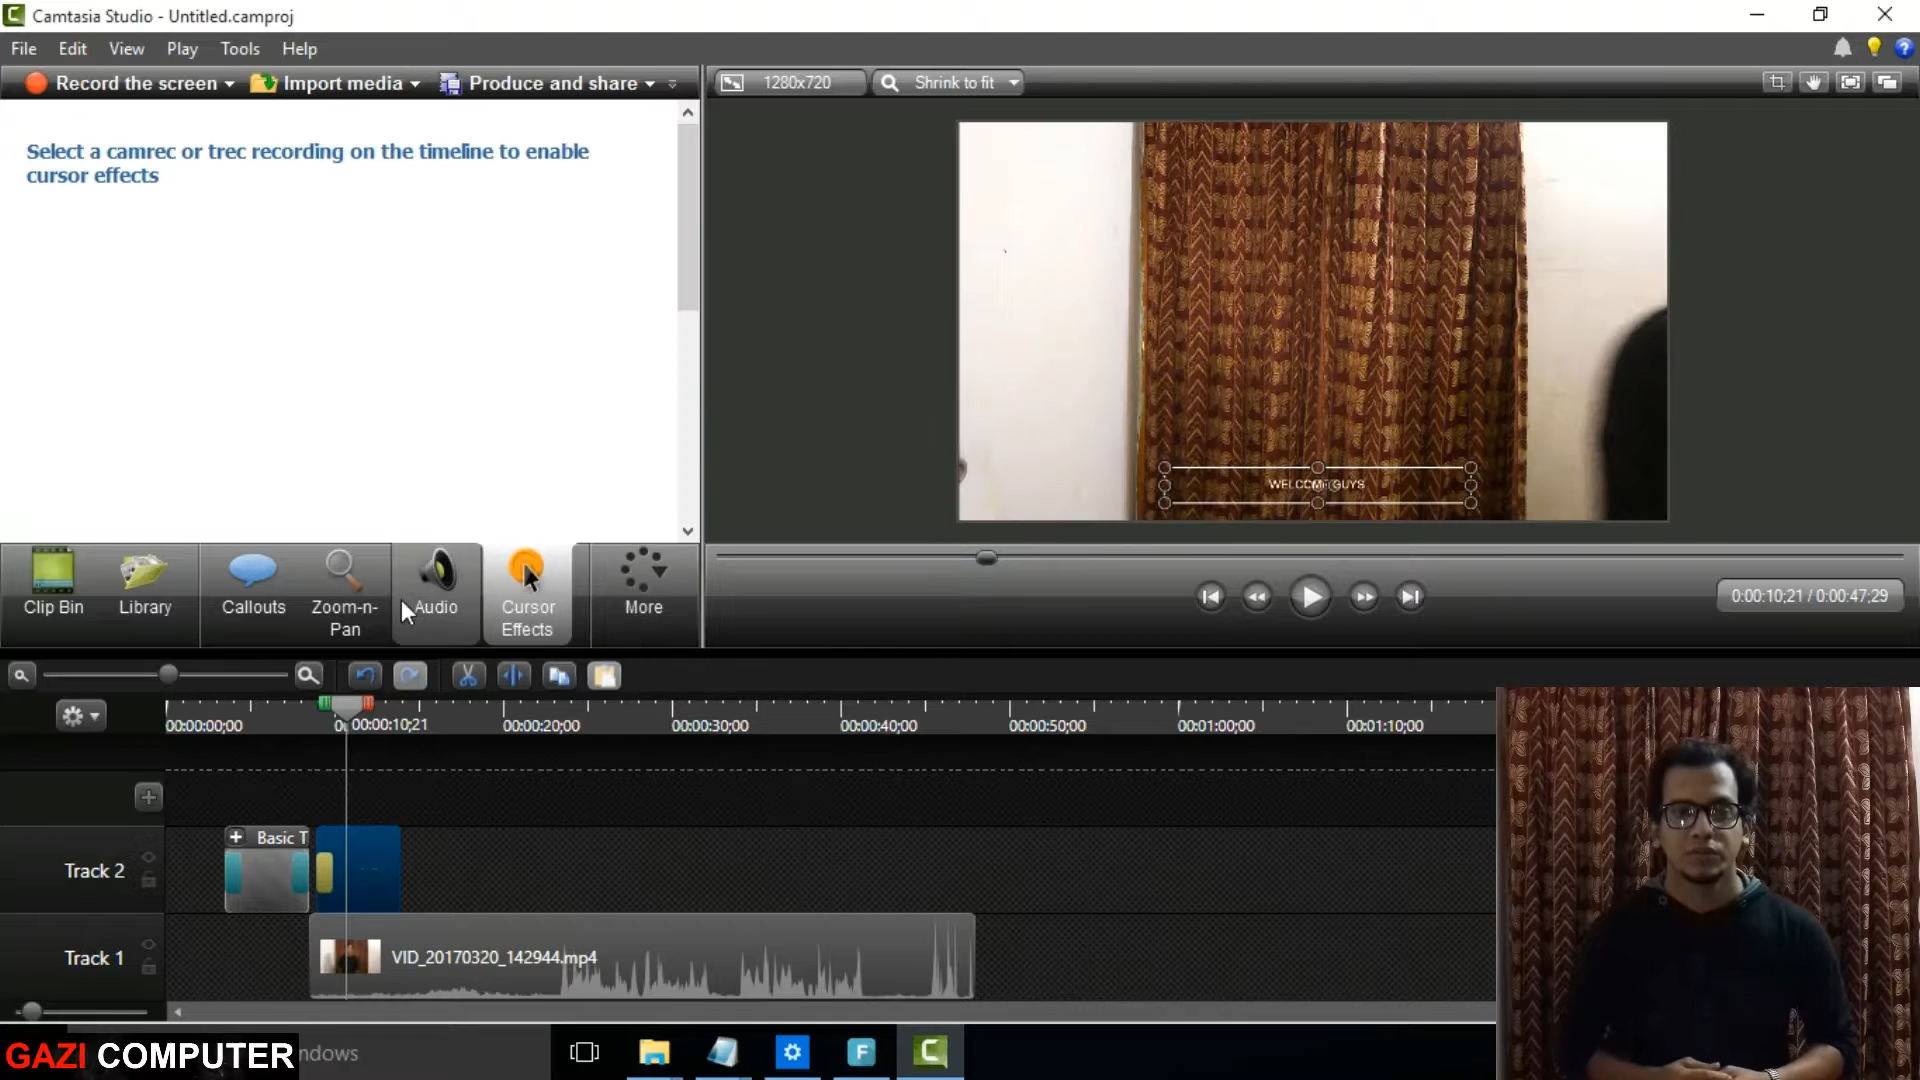 Camtasia Studio - Untitled.camproj
File Edit View Play Tools Help
Record the screen Import media Produce and share 1280x720 Shrink to fit
Select a camrec or trec recording on the timeline to enable
cursor effects
WELCOME GUYS
Clip Bin Library Callouts Zoom-n-
Pan Audio Cursor
Effects More
0:00:10;21 / 0:00:47;29
00:00:00;00 00:00:10;21 00:00:20;00 00:00:30;00 00:00:40;00 00:00:50;00 00:01:00;00 00:01:10;00
Track 2 Basic T
Track 1 VID_20170320_142944.mp4
GAZI COMPUTER ndows